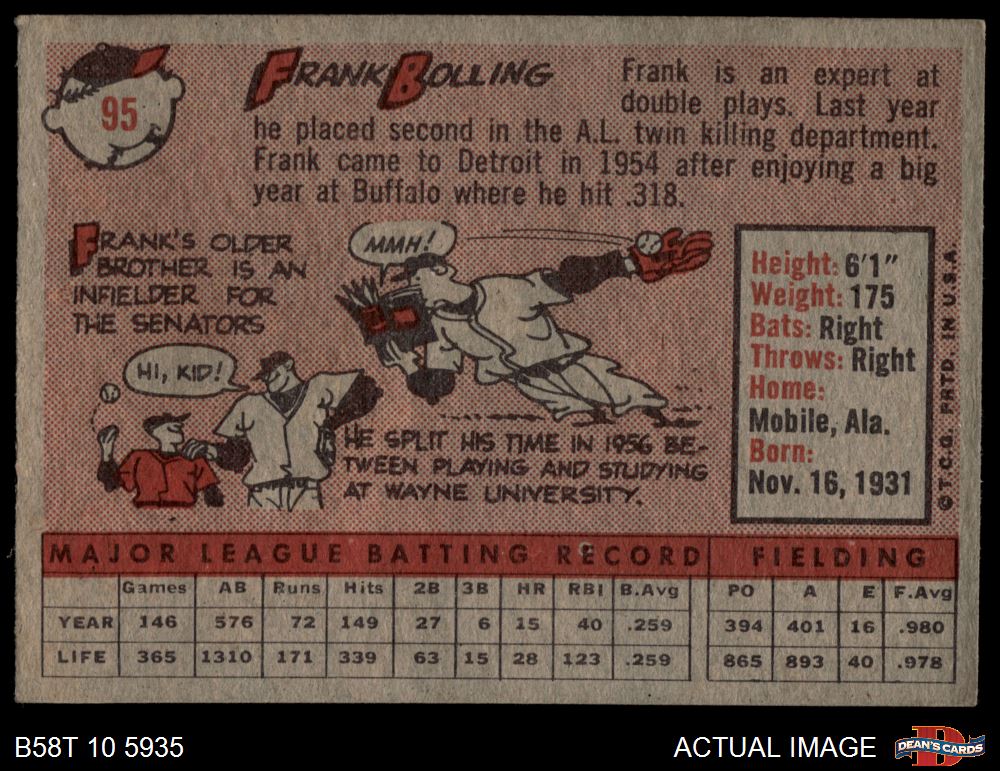 95
FRANK BOLLING
Frank is an expert at
double plays. Last year
he placed second in the A.L. twin killing department.
Frank came to Detroit in 1954 after enjoying a big
year at Buffalo where he hit .318.
FRANK'S OLDER
BROTHER IS AN
INFIELDER FOR
THE SENATORS
HI, KID!
MMH!
HE SPLIT HIS TIME IN 1956 BE-
TWEEN PLAYING AND STUDYING
AT WAYNE UNIVERSITY.
Height: 6'1"
Weight: 175
Bats: Right
Throws: Right
Home:
Mobile, Ala.
Born:
Nov. 16, 1931
© T.C.G. PRTD. IN U.S.A.
MAJOR LEAGUE BATTING RECORD FIELDING
Games AB Runs Hits 2B 3B HR RBI B.Avg PO A E F.Avg
YEAR 146 576 72 149 27 6 15 40 .259 394 401 16 .980
LIFE 365 1310 171 339 63 15 28 123 .259 865 893 40 .978
B58T 10 5935
ACTUAL IMAGE
D
DEAN'S CARDS